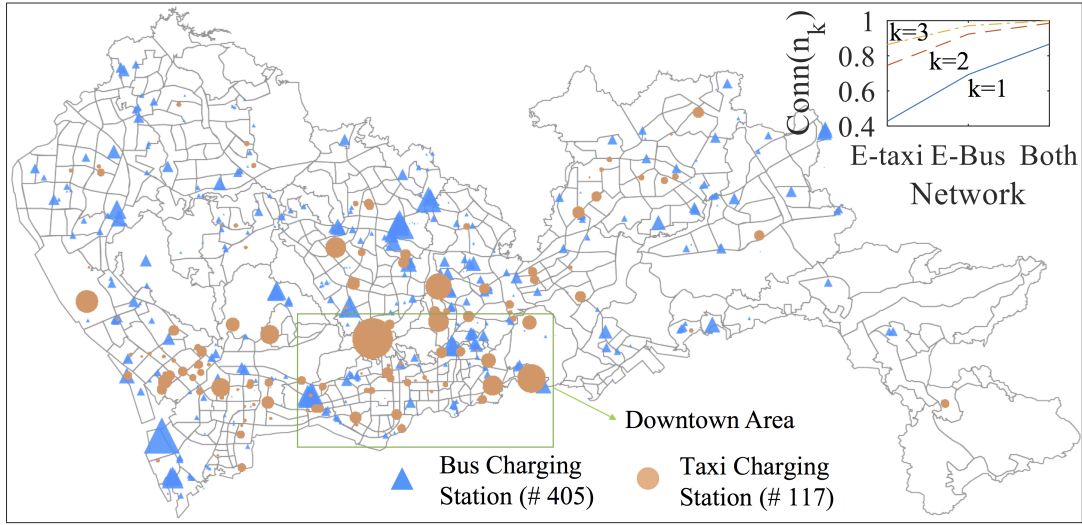 1
0.8
0.6
0.4
Conn(n_k)
k=3
k=2
k=1
E-taxi E-Bus Both
Network
Downtown Area
Bus Charging
Station (# 405)
Taxi Charging
Station (# 117)